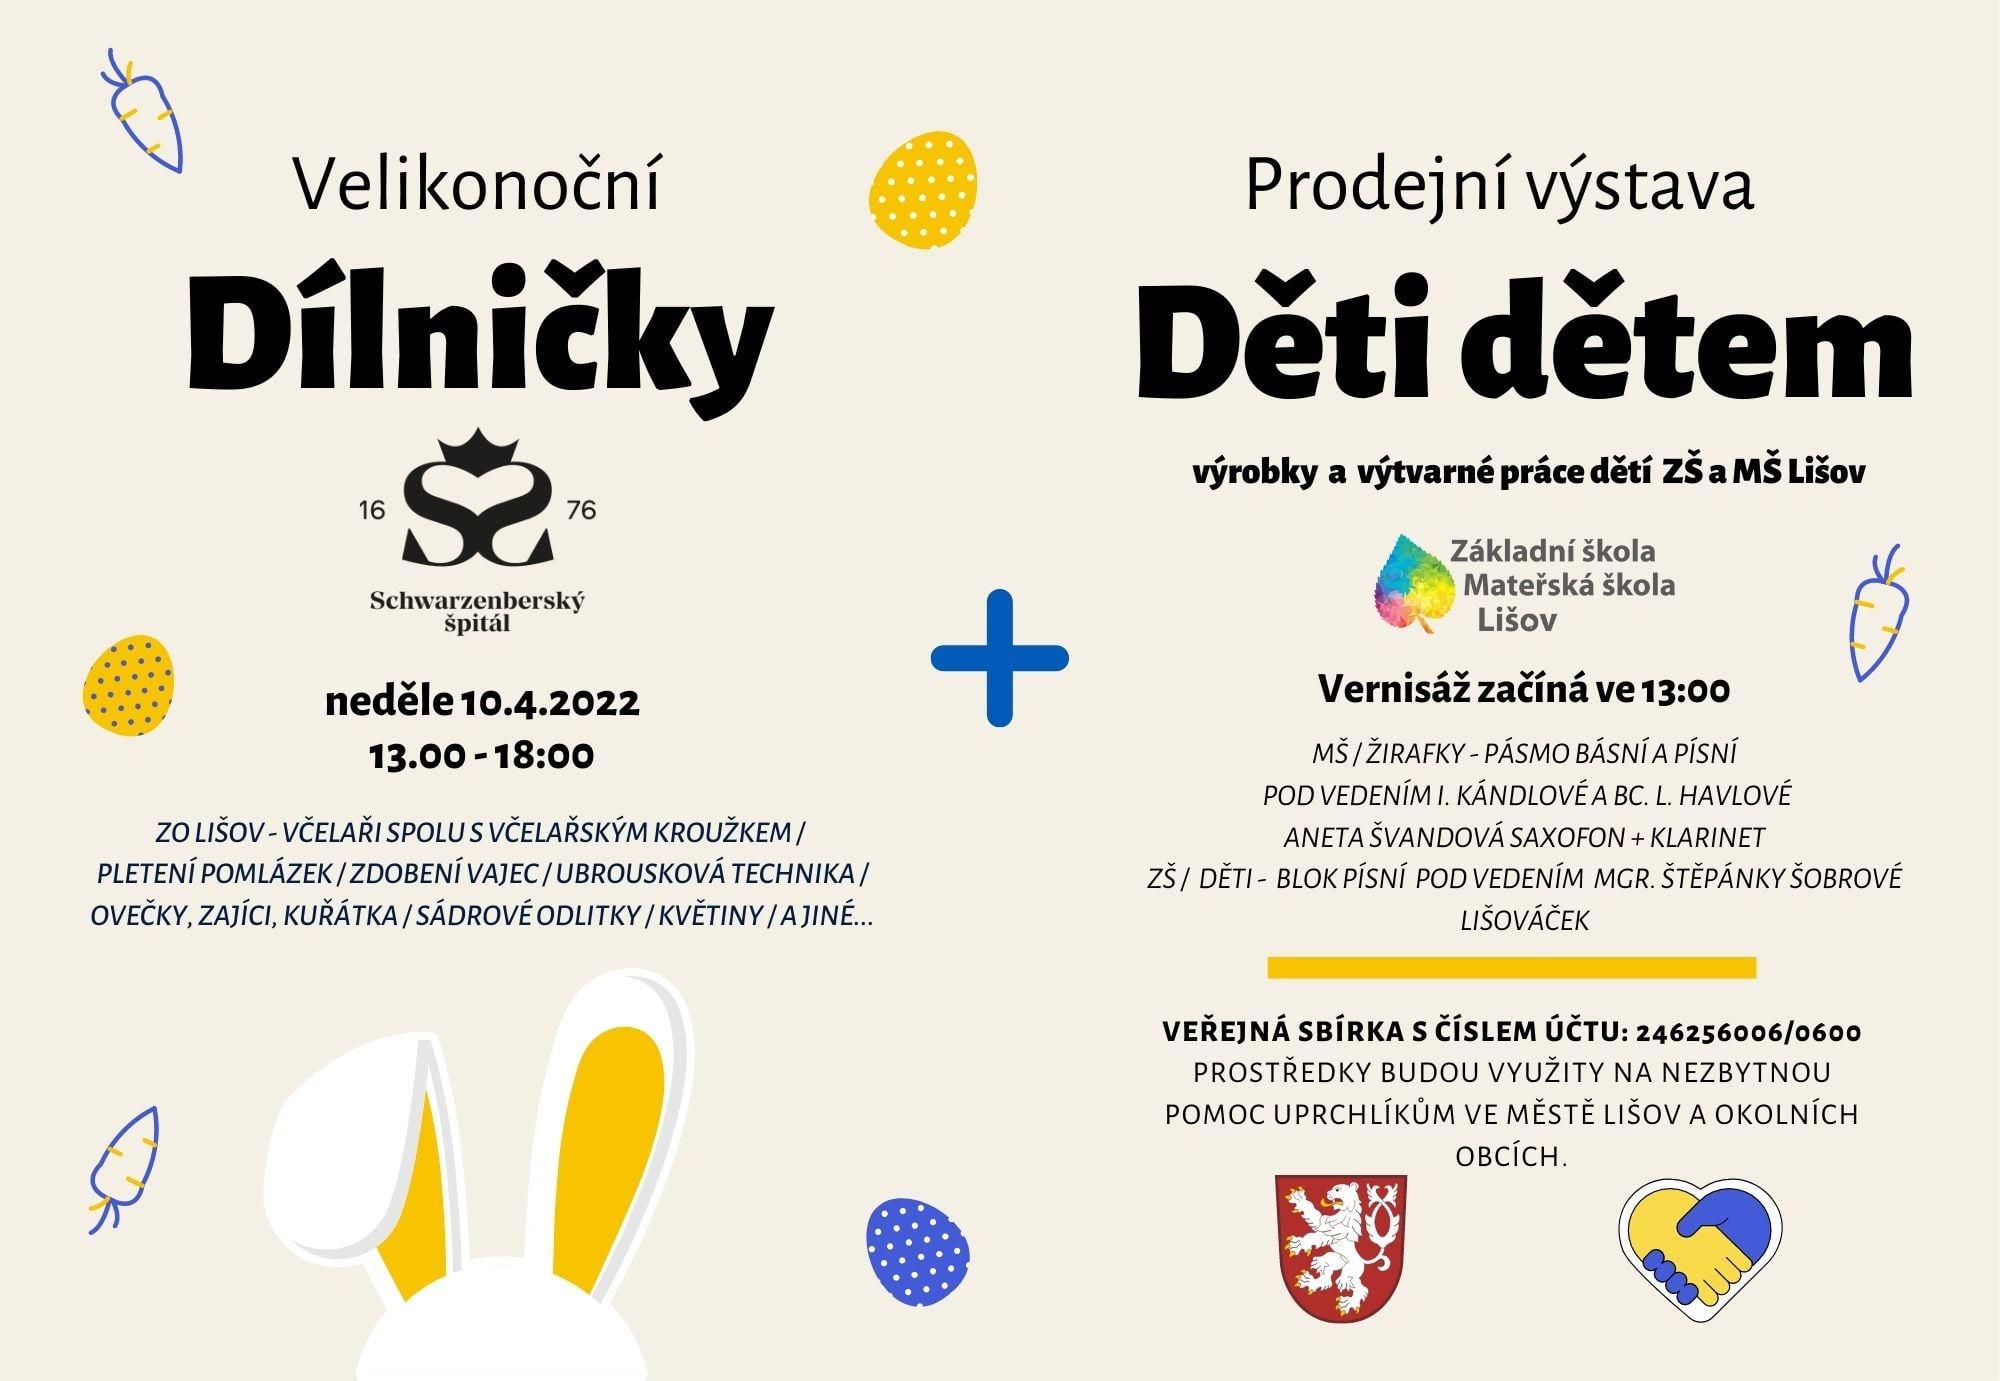 Velikonoční
Dílničky
16 76
Schwarzenberský
špitál
neděle 10.4.2022
13.00 - 18:00
ZO LIŠOV - VČELAŘI SPOLU S VČELAŘSKÝM KROUŽKEM /
PLETENÍ POMLÁZEK / ZDOBENÍ VAJEC / UBROUSKOVÁ TECHNIKA /
OVEČKY, ZAJÍCI, KUŘÁTKA / SÁDROVÉ ODLITKY / KVĚTINY / A JINÉ...
Prodejní výstava
Děti dětem
výrobky a výtvarné práce dětí ZŠ a MŠ Lišov
Základní škola
Mateřská škola
Lišov
Vernisáž začíná ve 13:00
MŠ / ŽIRAFKY - PÁSMO BÁSNÍ A PÍSNÍ
POD VEDENÍM I. KÁNDLOVÉ A BC. L. HAVLOVÉ
ANETA ŠVANDOVÁ SAXOFON + KLARINET
ZŠ / DĚTI - BLOK PÍSNÍ POD VEDENÍM MGR. ŠTĚPÁNKY ŠOBROVÉ
LIŠOVÁČEK
VEŘEJNÁ SBÍRKA S ČÍSLEM ÚČTU: 246256006/0600
PROSTŘEDKY BUDOU VYUŽITY NA NEZBYTNOU
POMOC UPRCHLÍKŮM VE MĚSTĚ LIŠOV A OKOLNÍCH
OBCÍCH.